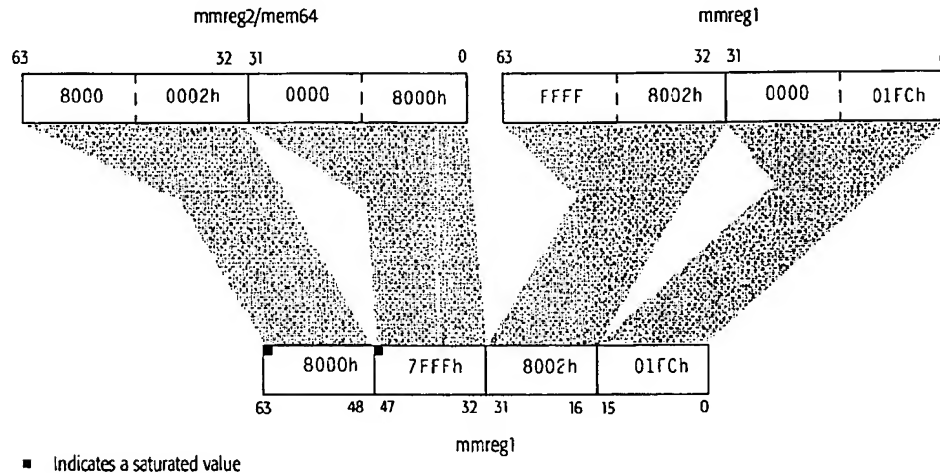 mmreg2/mem64 mmreg1
63 32 31 0 63 32 31
8000 0002h 0000 8000h FFFF 8002h 0000 01FCh
8000h 7FFFh 8002h 01FCh
63 48 47 32 31 16 15 0
mmreg1
■ Indicates a saturated value